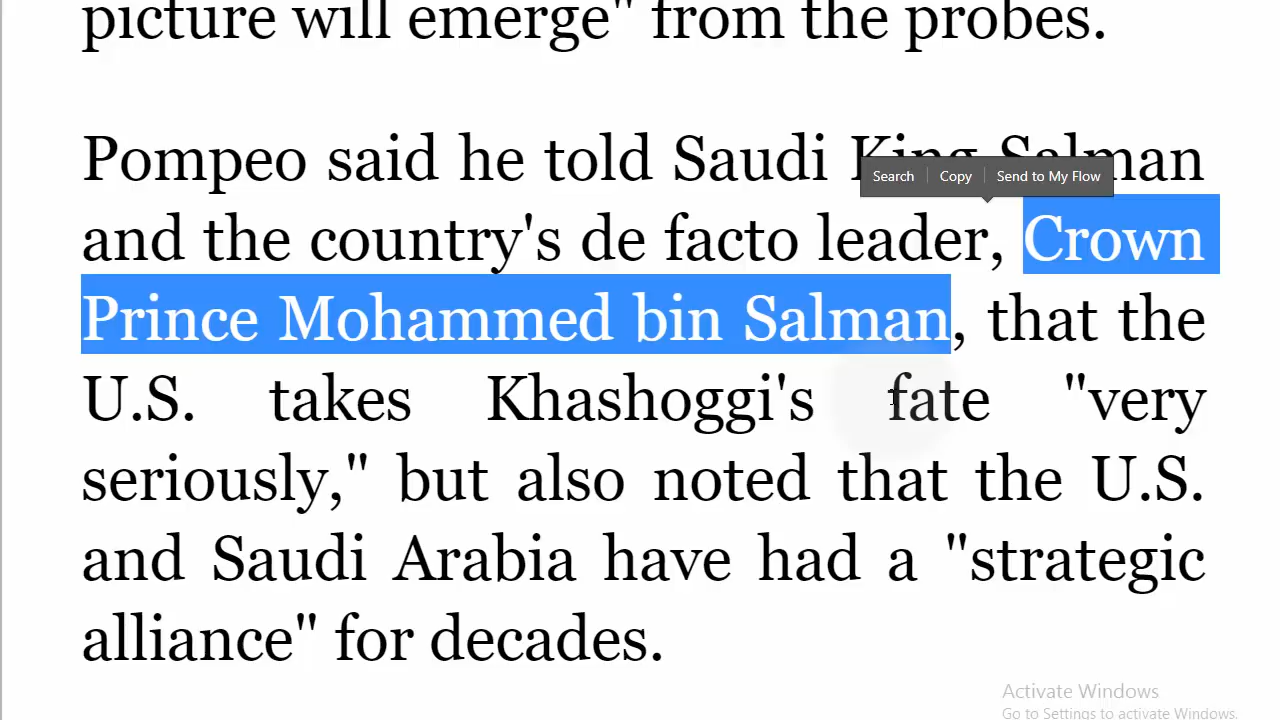 picture will emerge" from the probes.
Pompeo said he told Saudi King Salman
Search Copy Send to My Flow
and the country's de facto leader, Crown
Prince Mohammed bin Salman, that the
U.S. takes Khashoggi's fate "very
seriously," but also noted that the U.S.
and Saudi Arabia have had a "strategic
alliance" for decades.
Activate Windows
Go to Settings to activate Windows.